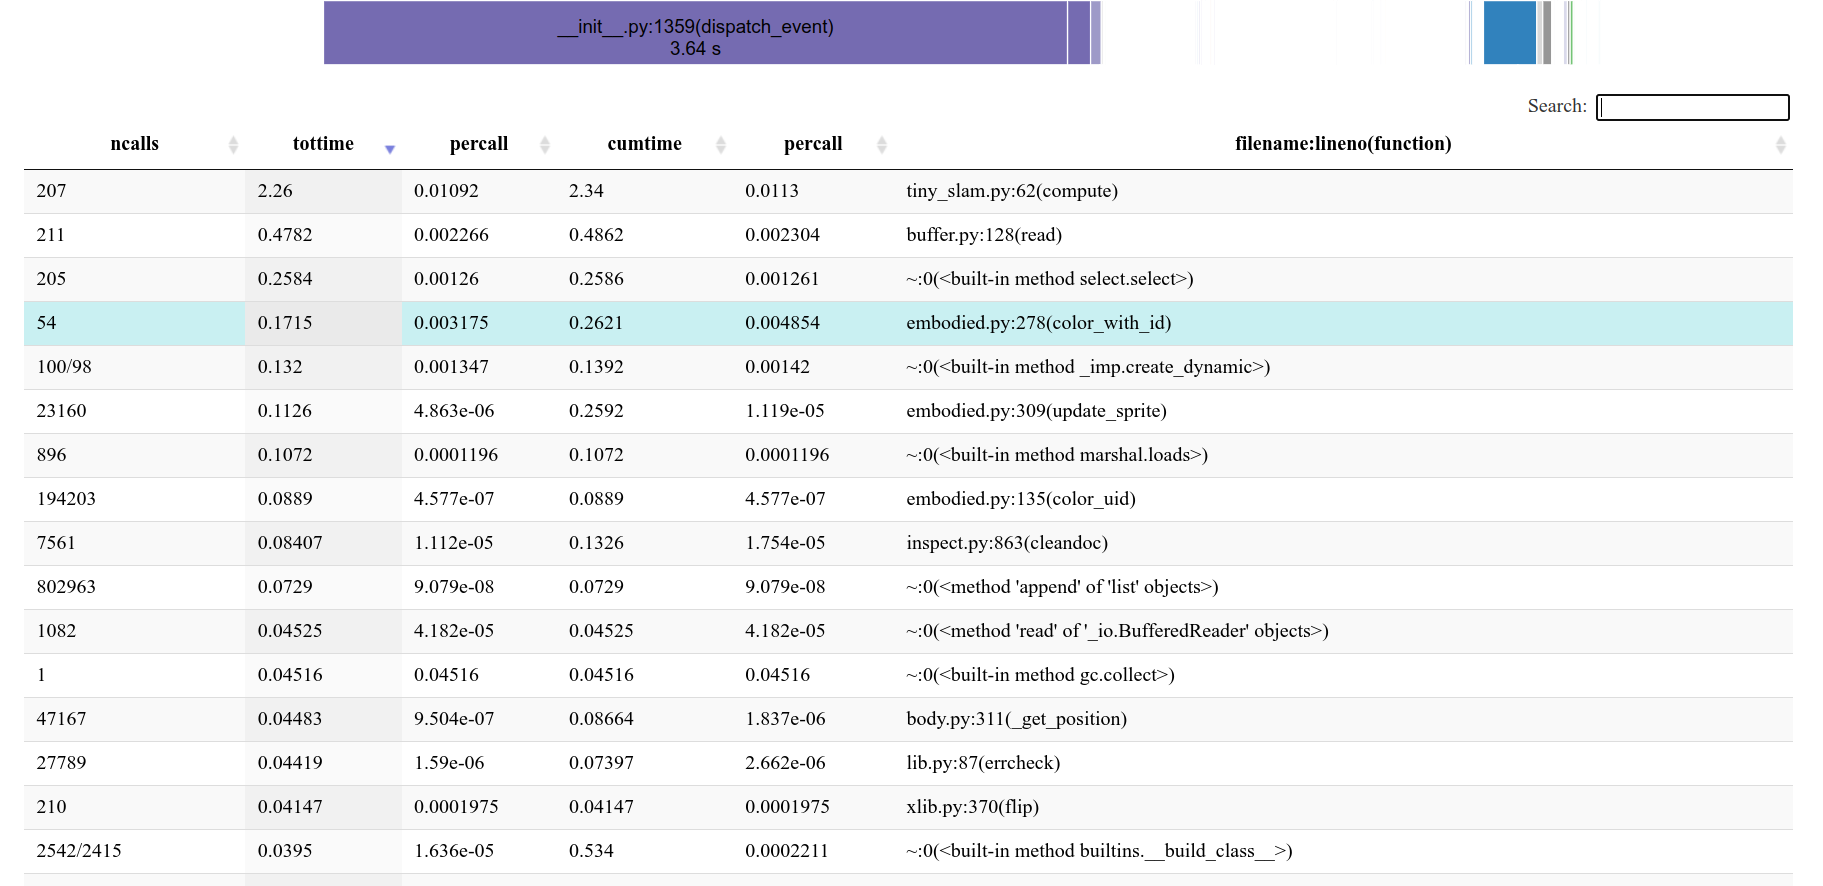 __init__.py:1359(dispatch_event)
3.64 s
Search:
ncalls tottime percall cumtime percall filename:lineno(function)
207 2.26 0.01092 2.34 0.0113 tiny_slam.py:62(compute)
211 0.4782 0.002266 0.4862 0.002304 buffer.py:128(read)
205 0.2584 0.00126 0.2586 0.001261 ~:0(<built-in method select.select>)
54 0.1715 0.003175 0.2621 0.004854 embodied.py:278(color_with_id)
100/98 0.132 0.001347 0.1392 0.00142 ~:0(<built-in method _imp.create_dynamic>)
23160 0.1126 4.863e-06 0.2592 1.119e-05 embodied.py:309(update_sprite)
896 0.1072 0.0001196 0.1072 0.0001196 ~:0(<built-in method marshal.loads>)
194203 0.0889 4.577e-07 0.0889 4.577e-07 embodied.py:135(color_uid)
7561 0.08407 1.112e-05 0.1326 1.754e-05 inspect.py:863(cleandoc)
802963 0.0729 9.079e-08 0.0729 9.079e-08 ~:0(<method 'append' of 'list' objects>)
1082 0.04525 4.182e-05 0.04525 4.182e-05 ~:0(<method 'read' of '_io.BufferedReader' objects>)
1 0.04516 0.04516 0.04516 0.04516 ~:0(<built-in method gc.collect>)
47167 0.04483 9.504e-07 0.08664 1.837e-06 body.py:311(_get_position)
27789 0.04419 1.59e-06 0.07397 2.662e-06 lib.py:87(errcheck)
210 0.04147 0.0001975 0.04147 0.0001975 xlib.py:370(flip)
2542/2415 0.0395 1.636e-05 0.534 0.0002211 ~:0(<built-in method builtins.__build_class__>)